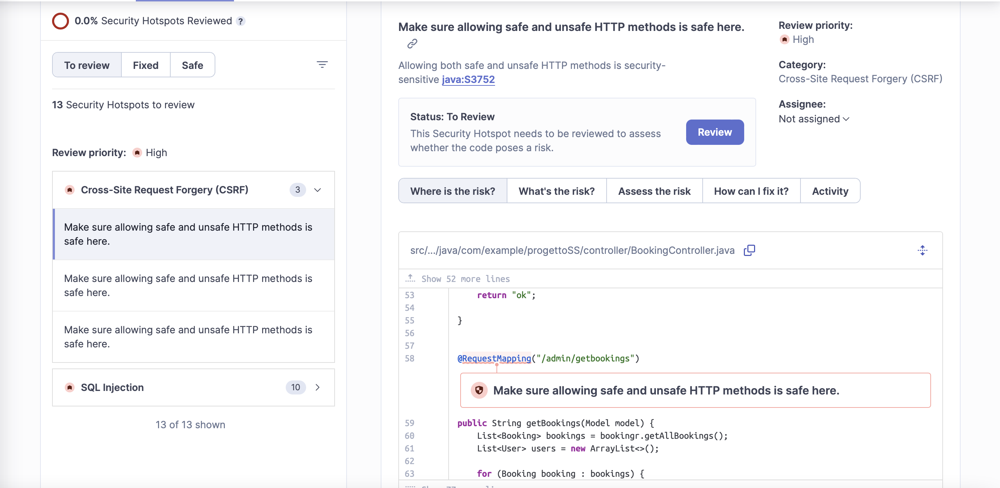 0.0% Security Hotspots Reviewed ?
To review
Fixed
Safe
13 Security Hotspots to review
Review priority: High
Cross-Site Request Forgery (CSRF) 3
Make sure allowing safe and unsafe HTTP methods is
safe here.
Make sure allowing safe and unsafe HTTP methods is
safe here.
Make sure allowing safe and unsafe HTTP methods is
safe here.
SQL Injection 10
13 of 13 shown
Make sure allowing safe and unsafe HTTP methods is safe here.
Allowing both safe and unsafe HTTP methods is security-
sensitive java:S3752
Status: To Review
This Security Hotspot needs to be reviewed to assess
whether the code poses a risk.
Review
Review priority:
High
Category:
Cross-Site Request Forgery (CSRF)
Assignee:
Not assigned
Where is the risk?
What's the risk?
Assess the risk
How can I fix it?
Activity
src/.../java/com/example/progettoSS/controller/BookingController.java
Show 52 more lines
53 return "ok";
54
55 }
56
57
58 @RequestMapping("/admin/getbookings")
Make sure allowing safe and unsafe HTTP methods is safe here.
59 public String getBookings(Model model) {
60 List<Booking> bookings = bookingr.getAllBookings();
61 List<User> users = new ArrayList<>();
62
63 for (Booking booking : bookings) {